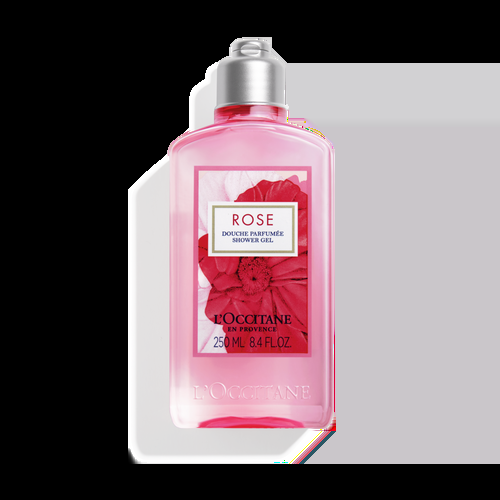 ROSE
DOUCHE PARFUMÉE
SHOWER GEL
L'OCCITANE
EN PROVENCE
250 ML 8.4 FL.OZ.
L'OCCITANE